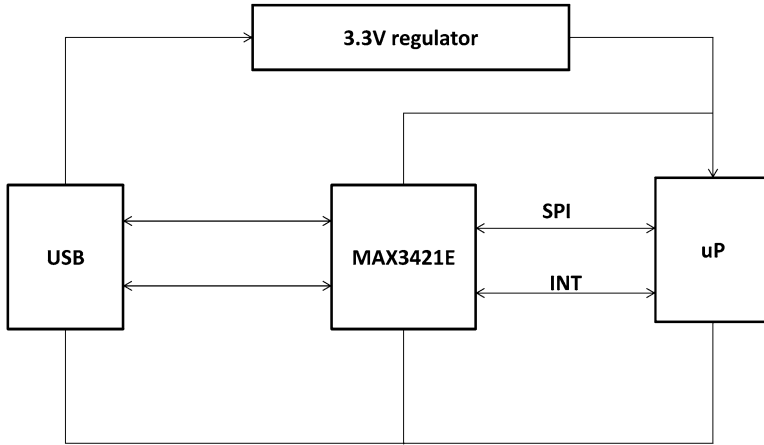 3.3V regulator
SPI
USB
MAX3421E
uP
INT